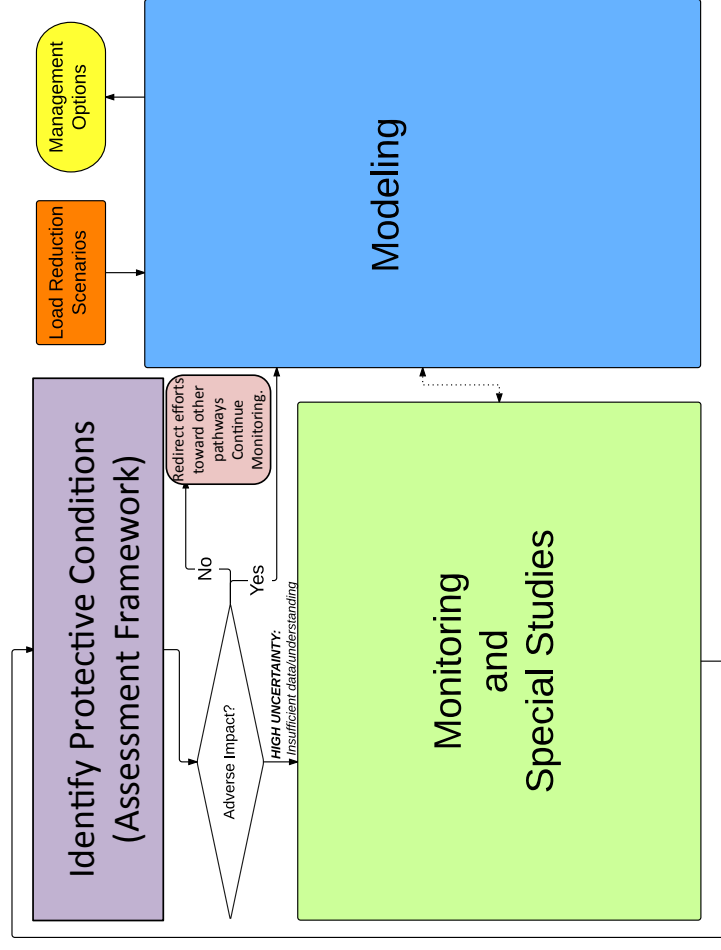 Identify Protective Conditions
(Assessment Framework)
Load Reduction
Scenarios
Management
Options
Adverse Impact?
No
Yes
Redirect efforts
toward other
pathways
Continue
Monitoring.
HIGH UNCERTAINTY:
Insufficient data/understanding
Monitoring
and
Special Studies
Modeling